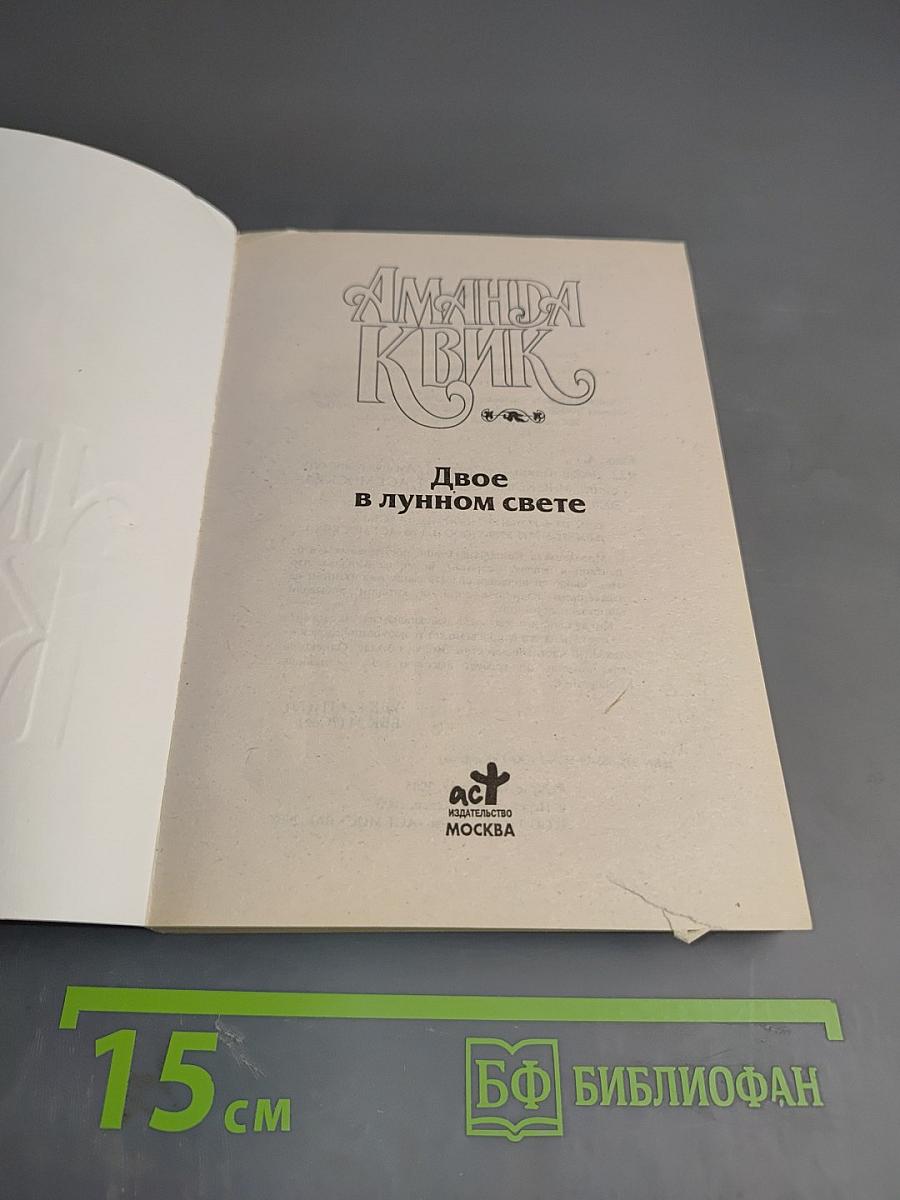 АМАНДА
КВИК
Двое
в лунном свете
аст
ИЗДАТЕЛЬСТВО
МОСКВА
15 см
БФ БИБЛИОФАН